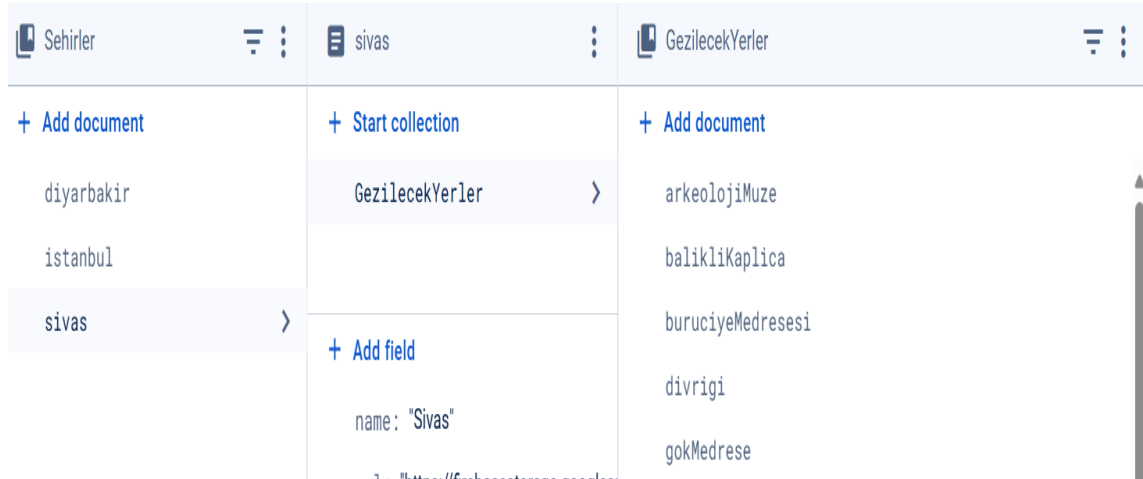 Sehirler
+ Add document
diyarbakir
istanbul
sivas
sivas
+ Start collection
GezilecekYerler
+ Add field
name: "Sivas"
GezilecekYerler
+ Add document
arkeolojiMuze
balikliKaplica
buruciyeMedresesi
divrigi
gokMedrese